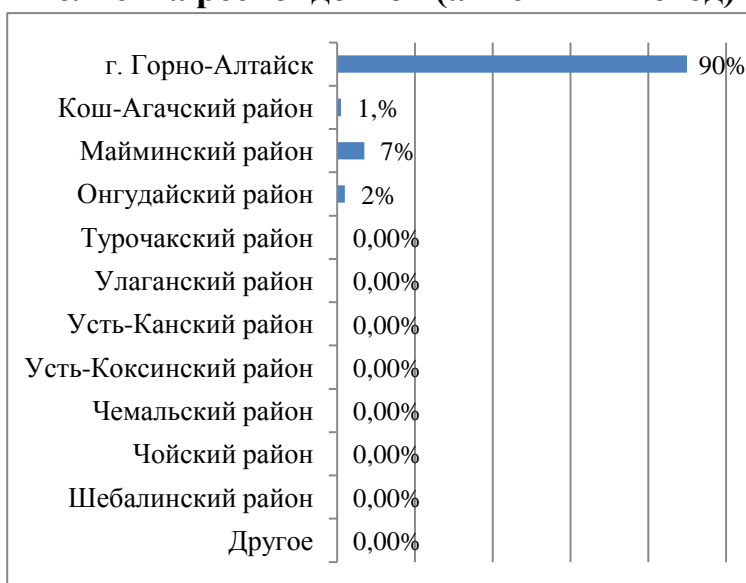 г. Горно-Алтайск 90%
Кош-Агачский район 1,%
Майминский район 7%
Онгудайский район 2%
Турочакский район 0,00%
Улаганский район 0,00%
Усть-Канский район 0,00%
Усть-Коксинский район 0,00%
Чемальский район 0,00%
Чойский район 0,00%
Шебалинский район 0,00%
Другое 0,00%